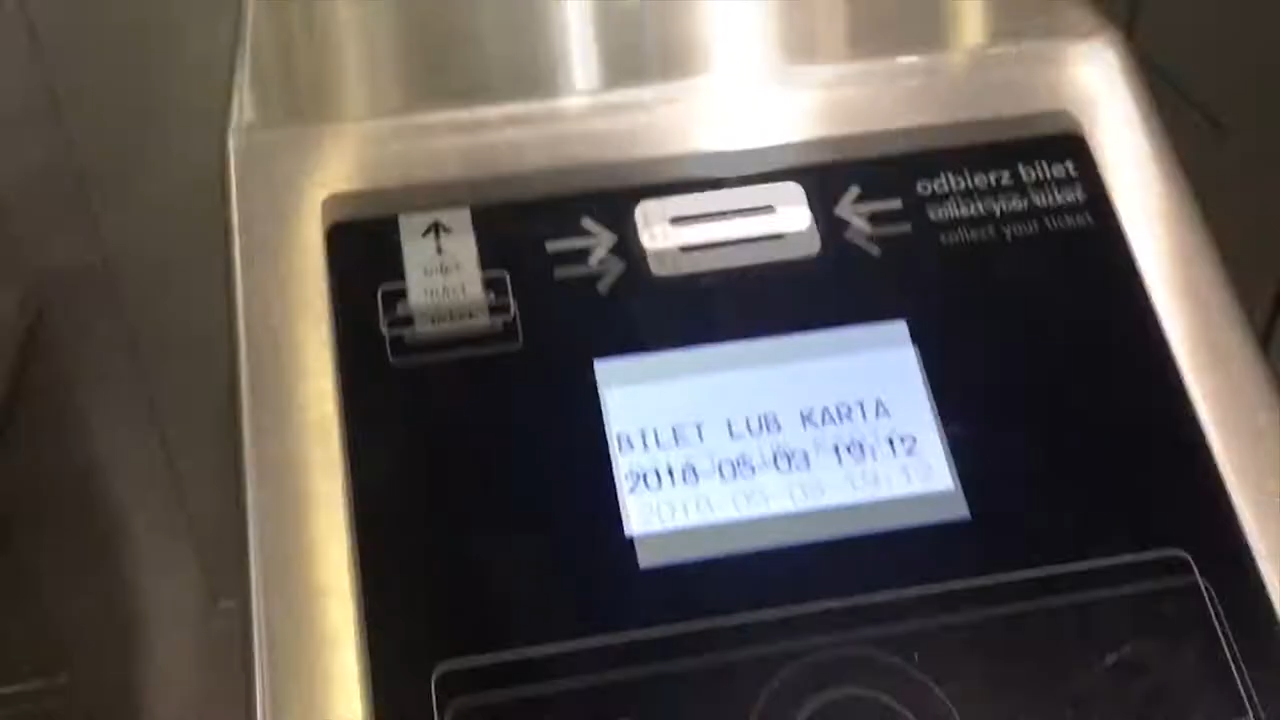 odbierz bilet
collect your ticket
bilet
ticket
BILET LUB KARTA
2018-05-03 19:12